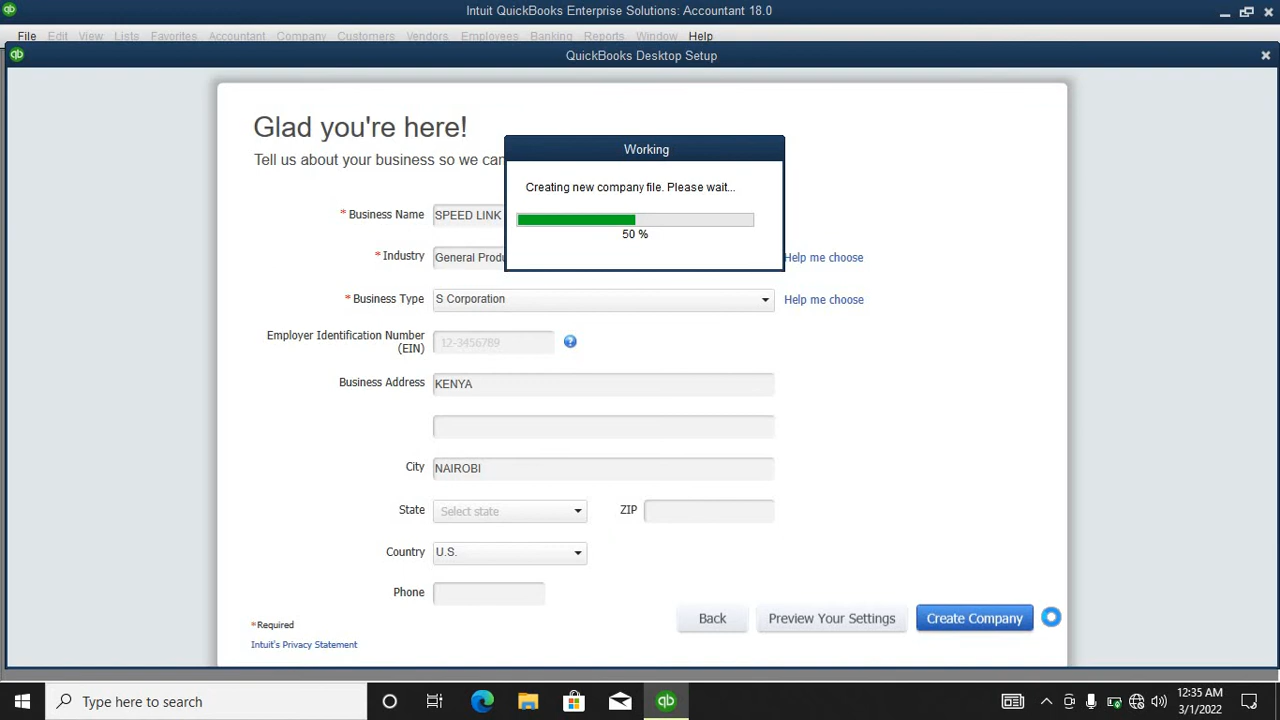 Intuit QuickBooks Enterprise Solutions: Accountant 18.0
File Edit View Lists Favorites Accountant Company Customers Vendors Employees Banking Reports Window Help
QuickBooks Desktop Setup
Glad you're here!
Tell us about your business so we can
Working
Creating new company file. Please wait...
50 %
* Business Name SPEED LINK
* Industry General Produ Help me choose
* Business Type S Corporation Help me choose
Employer Identification Number
(EIN) 12-3456789 ?
Business Address KENYA
City NAIROBI
State Select state ZIP
Country U.S.
Phone
*Required
Back Preview Your Settings Create Company
Intuit's Privacy Statement
Type here to search
12:35 AM
3/1/2022